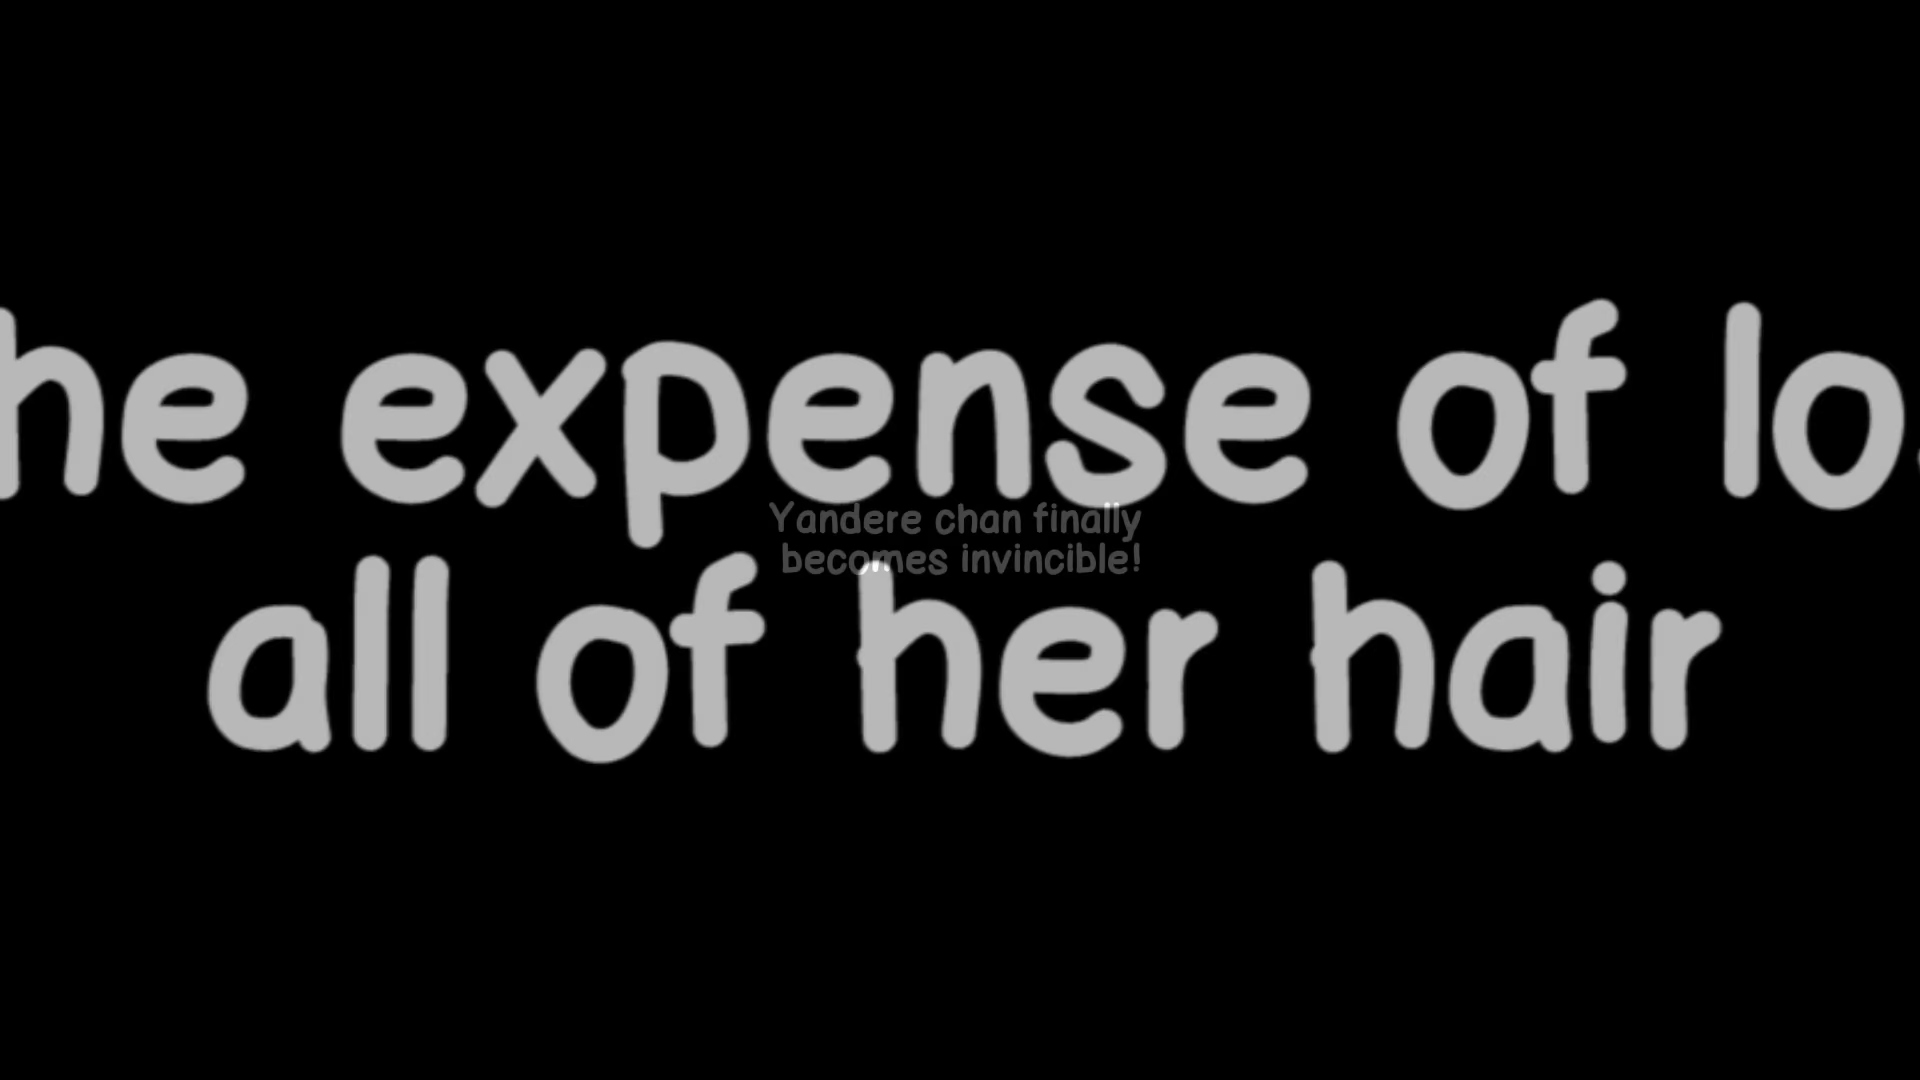 he expense of lo
Yandere chan finally
becomes invincible!
all of her hair